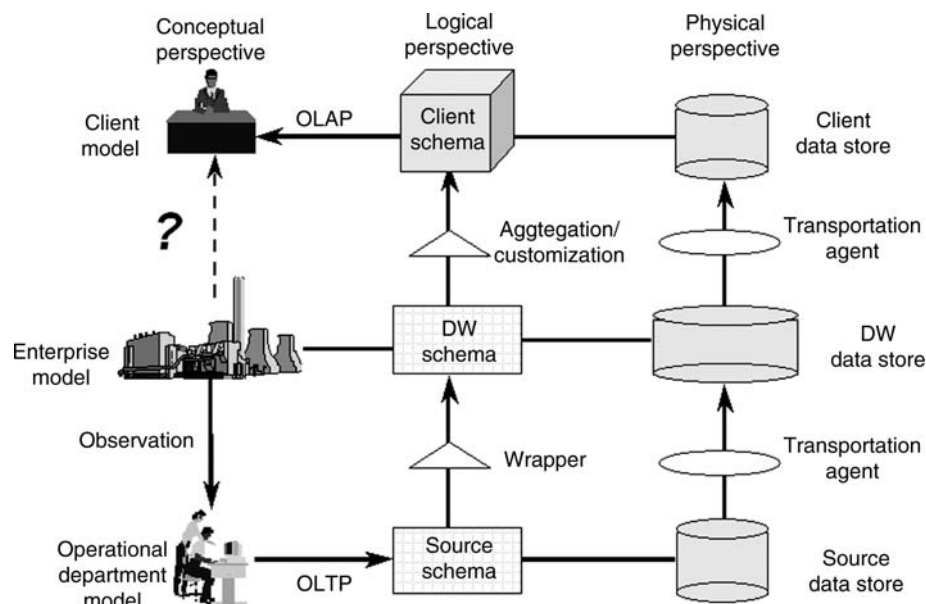 Conceptual
perspective
Logical
perspective
Physical
perspective
Client
model
OLAP
Client
schema
Client
data store
?
Aggtegation/
customization
Transportation
agent
Enterprise
model
DW
schema
DW
data store
Observation
Wrapper
Transportation
agent
Operational
department
model
OLTP
Source
schema
Source
data store